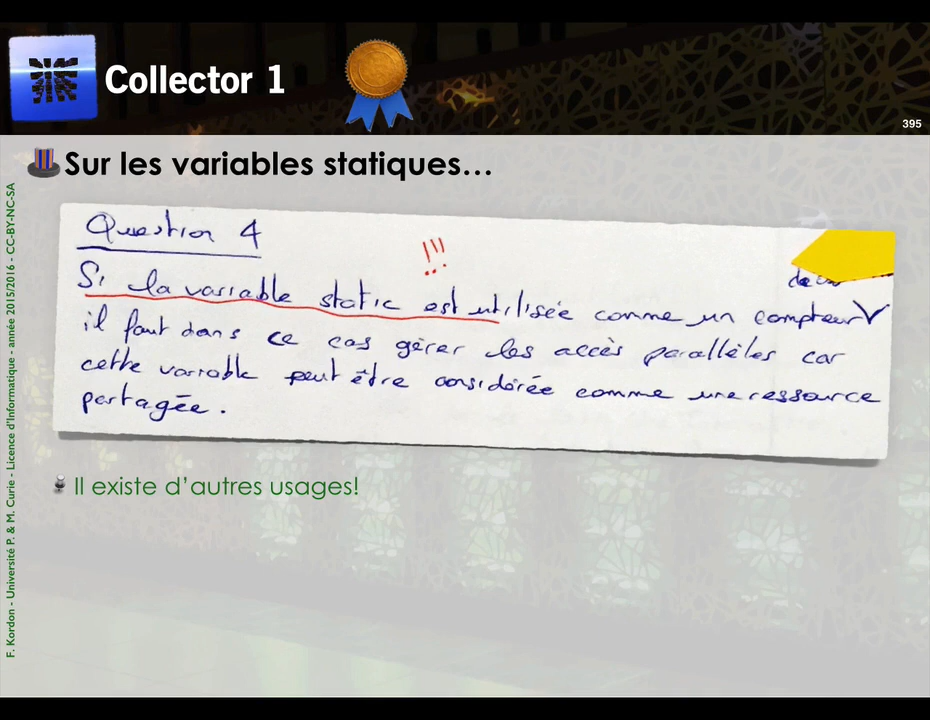 Collector 1
395
Sur les variables statiques…
Question 4
!!!
Si la variable static est utilisée comme un compteur
il faut dans ce cas gérer les accès parallèles car
cette variable peut être considérée comme une ressource
partagée.
Il existe d'autres usages!
F. Kordon - Université P. & M. Curie - Licence d'Informatique - année 2015/2016 - CC-BY-NC-SA